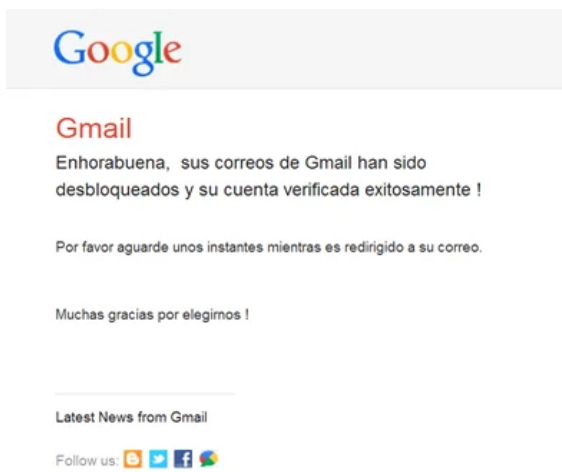 Google
Gmail
Enhorabuena,  sus correos de Gmail han sido
desbloqueados y su cuenta verificada exitosamente !
Por favor aguarde unos instantes mientras es redirigido a su correo.
Muchas gracias por elegirnos !
Latest News from Gmail
Follow us: